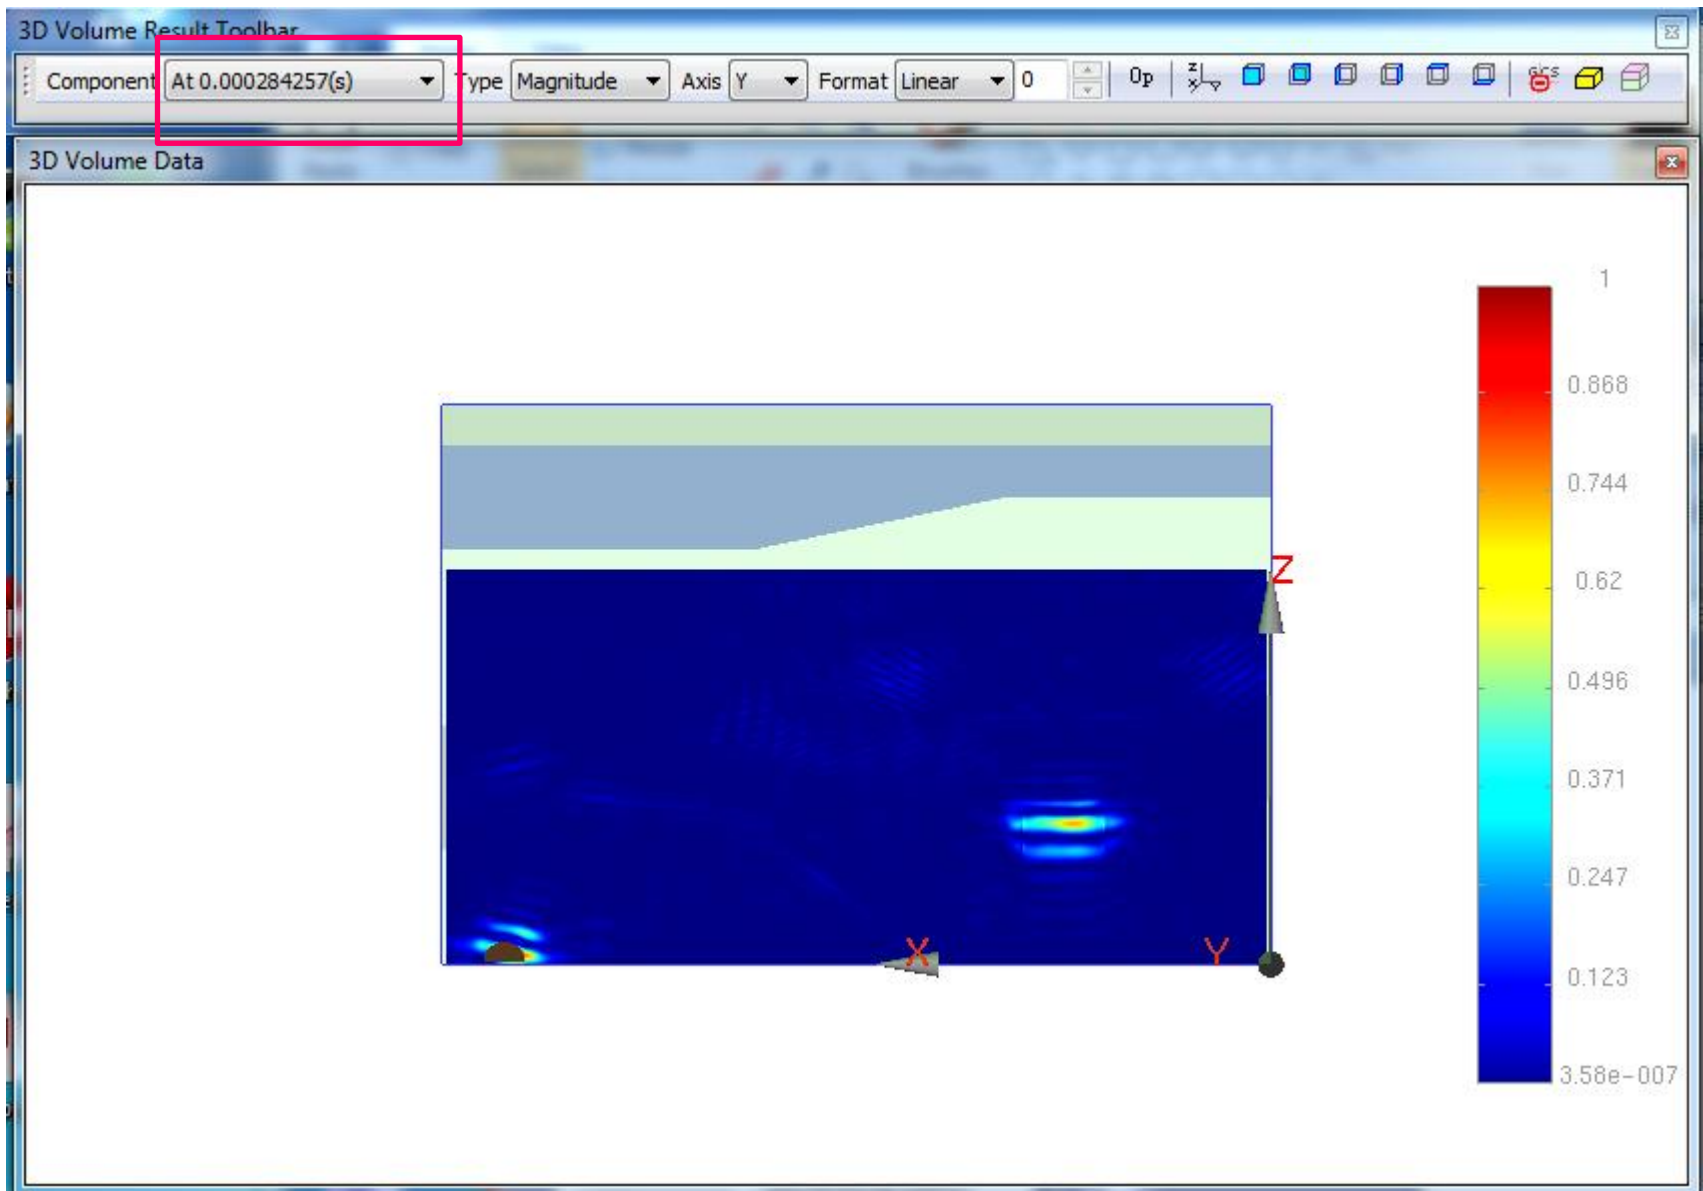 3D Volume Result Toolbar
Component At 0.000284257(s) Type Magnitude Axis Y Format Linear 0 Op
3D Volume Data
1
0.868
0.744
Z
0.62
0.496
0.371
0.247
X Y
0.123
3.58e-007